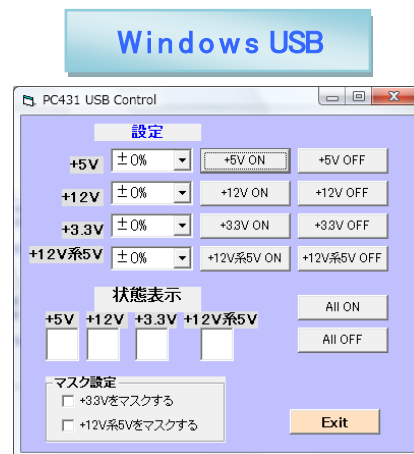 Windows USB
PC431 USB Control
設定
+5V ±0% +5V ON +5V OFF
+12V ±0% +12V ON +12V OFF
+3.3V ±0% +3.3V ON +3.3V OFF
+12V系5V ±0% +12V系5V ON +12V系5V OFF
状態表示
+5V +12V +3.3V +12V系5V
All ON
All OFF
マスク設定
+3.3Vをマスクする
+12V系5Vをマスクする
Exit